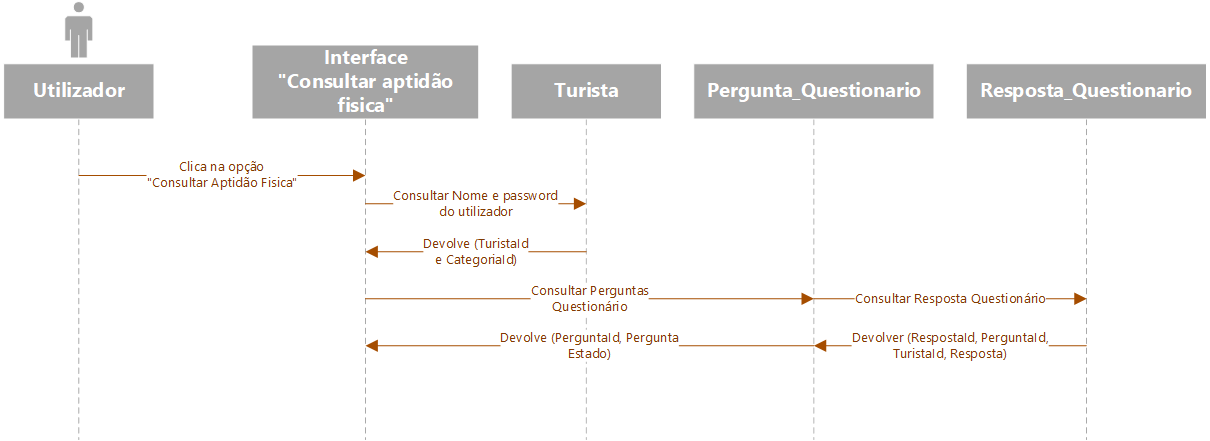 Utilizador
Interface
"Consultar aptidão
fisica"
Turista
Pergunta_Questionario
Resposta_Questionario
Clica na opção
"Consultar Aptidão Fisica"
Consultar Nome e password
do utilizador
Devolve (TuristaId
e CategoriaId)
Consultar Perguntas
Questionário
Consultar Resposta Questionário
Devolve (PerguntaId, Pergunta
Estado)
Devolver (RespostaId, PerguntaId,
TuristaId, Resposta)